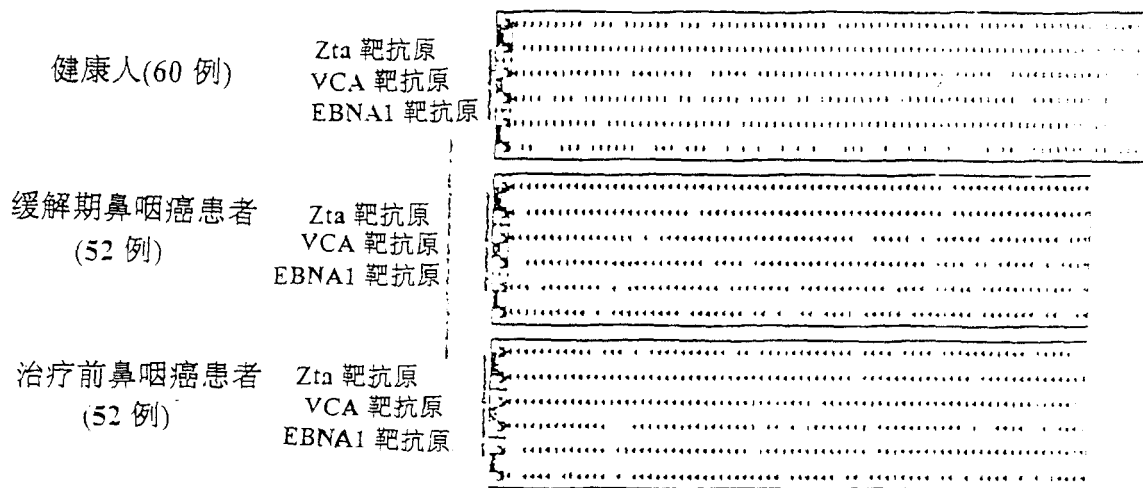 健康人(60 例)
Zta 靶抗原
VCA 靶抗原
EBNA1 靶抗原
缓解期鼻咽癌患者
(52 例)
Zta 靶抗原
VCA 靶抗原
EBNA1 靶抗原
治疗前鼻咽癌患者
(52 例)
Zta 靶抗原
VCA 靶抗原
EBNA1 靶抗原